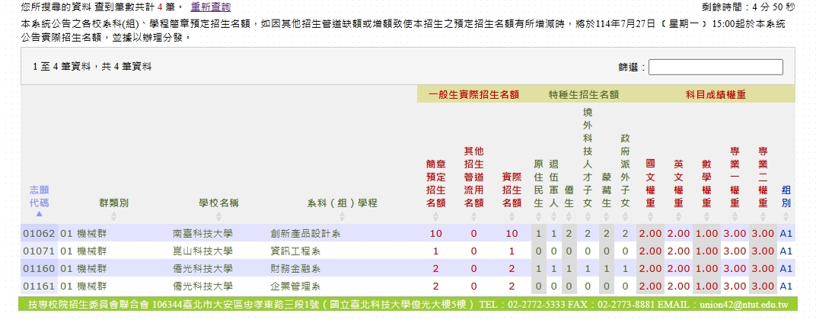 您所搜尋的資料 查到筆數共計 4 筆。 重新查詢 剩餘時間：4 分 50 秒
本系統公告之各校系科(組)、學程簡章預定招生名額，如因其他招生管道缺額或增額致使本招生之預定招生名額有所增減時，將於114年7月27日﹝星期一﹞15:00起於本系統
公告實際招生名額，並據以辦理分發。
1 至 4 筆資料，共 4 筆資料 篩選：
一般生實際招生名額 特種生招生名額 科目成績權重
志願代碼 群類別 學校名稱 系科（組）學程 簡章預定招生名額 其他招生管道流用名額 實際招生名額 原住民生 退伍軍人 僑生 境外科技人才子女 蒙藏生 政府派外子女 國文權重 英文權重 數學權重 專業一權重 專業二權重 組別
01062 01 機械群 南臺科技大學 創新產品設計系 10 0 10 1 1 2 2 2 2 2.00 2.00 1.00 3.00 3.00 A1
01071 01 機械群 崑山科技大學 資訊工程系 1 0 1 0 0 0 0 0 0 2.00 2.00 1.00 3.00 3.00 A1
01160 01 機械群 僑光科技大學 財務金融系 2 0 2 1 1 1 1 1 1 2.00 2.00 1.00 3.00 3.00 A1
01161 01 機械群 僑光科技大學 企業管理系 2 0 2 0 0 0 0 0 0 2.00 2.00 1.00 3.00 3.00 A1
技專校院招生委員會聯合會 106344臺北市大安區忠孝東路三段1號（國立臺北科技大學億光大樓5樓） TEL：02-2772-5333 FAX：02-2773-8881 EMAIL：union42@ntut.edu.tw